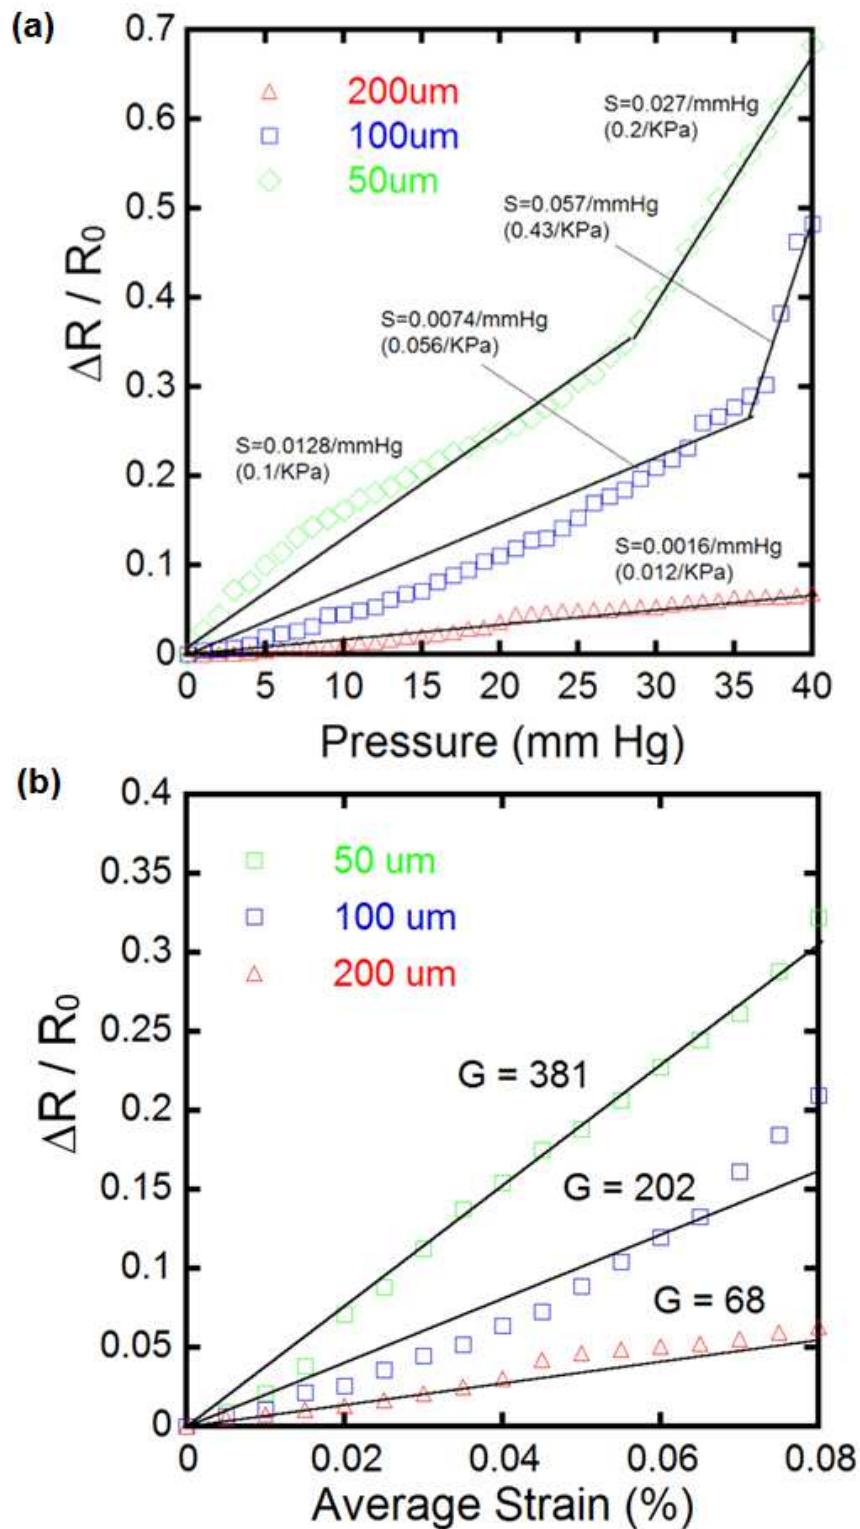 (a)
0.7
0.6
0.5
0.4
0.3
0.2
0.1
0
ΔR / R₀
200um
100um
50um
S=0.027/mmHg
(0.2/KPa)
S=0.057/mmHg
(0.43/KPa)
S=0.0074/mmHg
(0.056/KPa)
S=0.0128/mmHg
(0.1/KPa)
S=0.0016/mmHg
(0.012/KPa)
0 5 10 15 20 25 30 35 40
Pressure (mm Hg)
(b)
0.4
0.35
0.3
0.25
0.2
0.15
0.1
0.05
0
ΔR / R₀
50 um
100 um
200 um
G = 381
G = 202
G = 68
0 0.02 0.04 0.06 0.08
Average Strain (%)